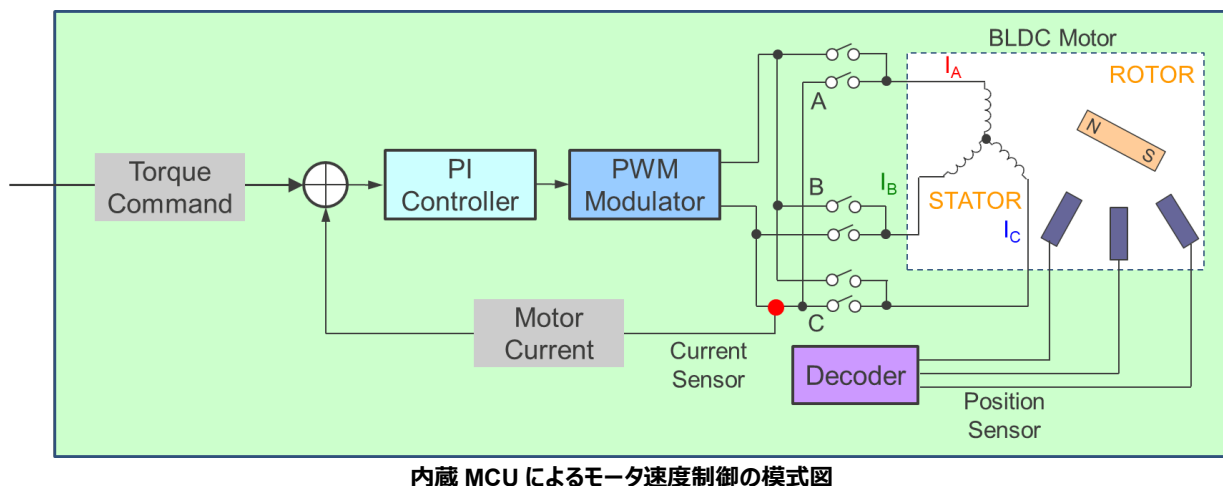 BLDC Motor
I_A
ROTOR
A
N
S
Torque
Command
PI
Controller
PWM
Modulator
B
I_B
STATOR
I_C
Motor
Current
C
Current
Sensor
Decoder
Position
Sensor
内蔵 MCU によるモータ速度制御の模式図